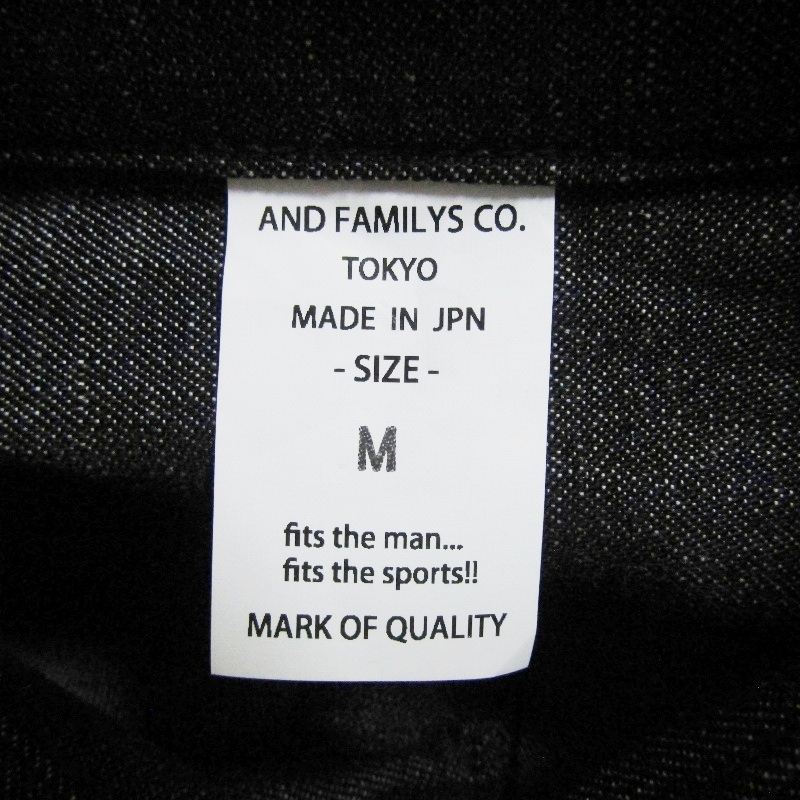 AND FAMILYS CO.
TOKYO
MADE IN JPN
- SIZE -
M
fits the man...
fits the sports!!
MARK OF QUALITY